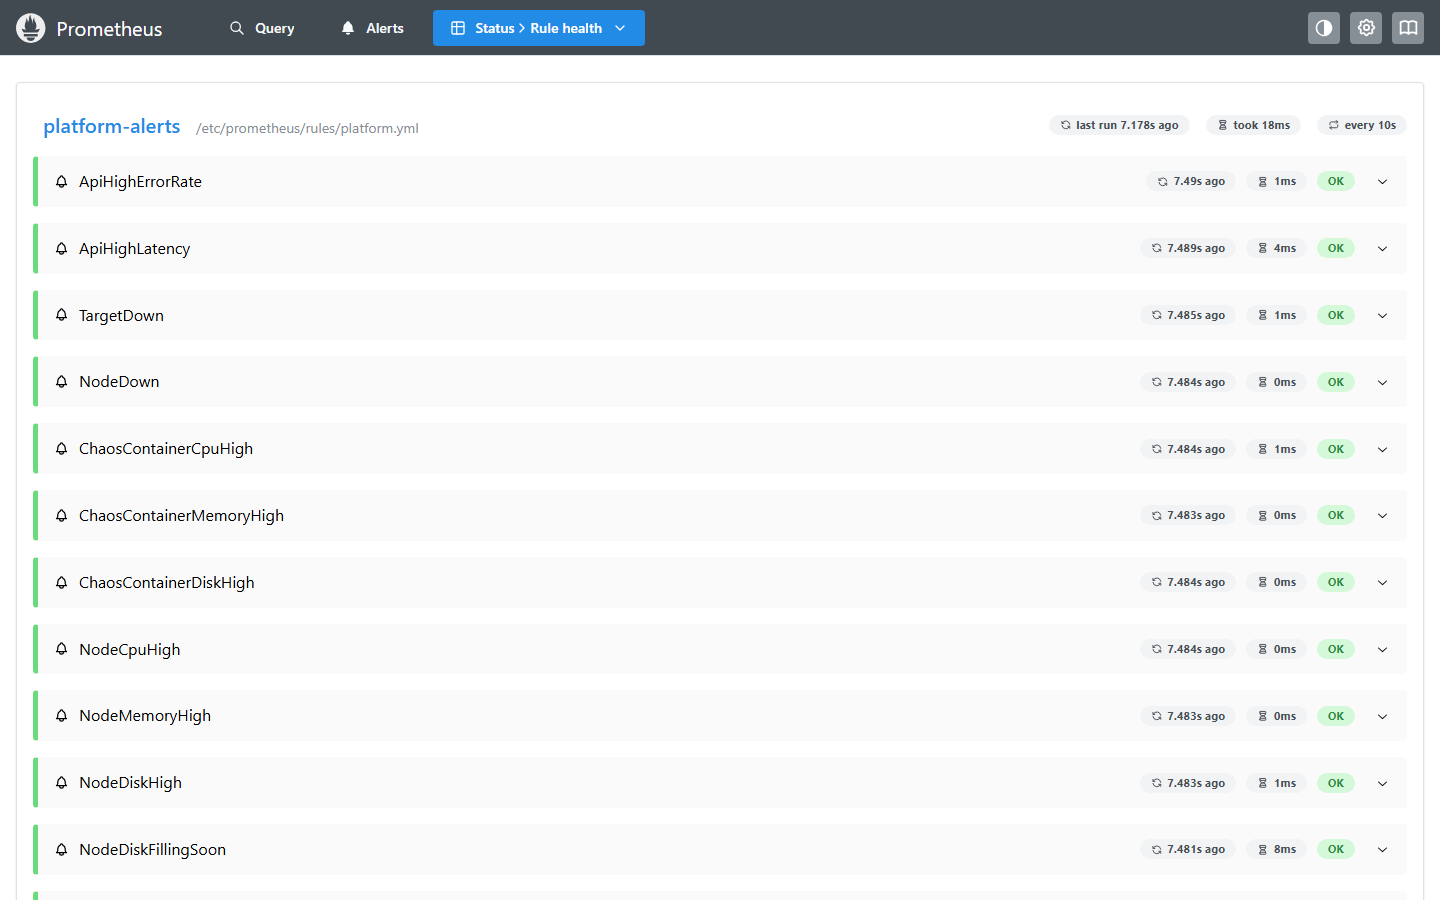 Prometheus
Query
Alerts
Status > Rule health
platform-alerts /etc/prometheus/rules/platform.yml last run 7.178s ago took 18ms every 10s
ApiHighErrorRate 7.49s ago 1ms OK
ApiHighLatency 7.489s ago 4ms OK
TargetDown 7.485s ago 1ms OK
NodeDown 7.484s ago 0ms OK
ChaosContainerCpuHigh 7.484s ago 1ms OK
ChaosContainerMemoryHigh 7.483s ago 0ms OK
ChaosContainerDiskHigh 7.484s ago 0ms OK
NodeCpuHigh 7.484s ago 0ms OK
NodeMemoryHigh 7.483s ago 0ms OK
NodeDiskHigh 7.483s ago 1ms OK
NodeDiskFillingSoon 7.481s ago 8ms OK